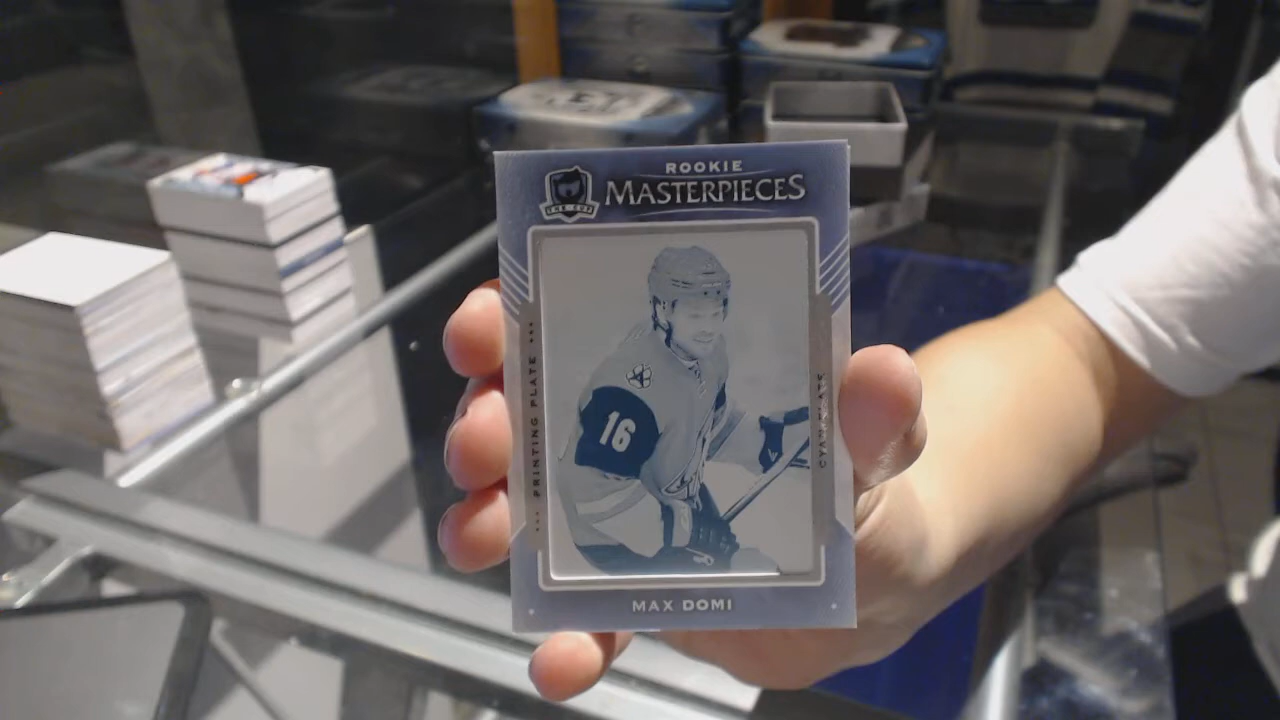 ROOKIE
MASTERPIECES
THE CUP
PRINTING PLATE
CYAN PLATE
16
MAX DOMI